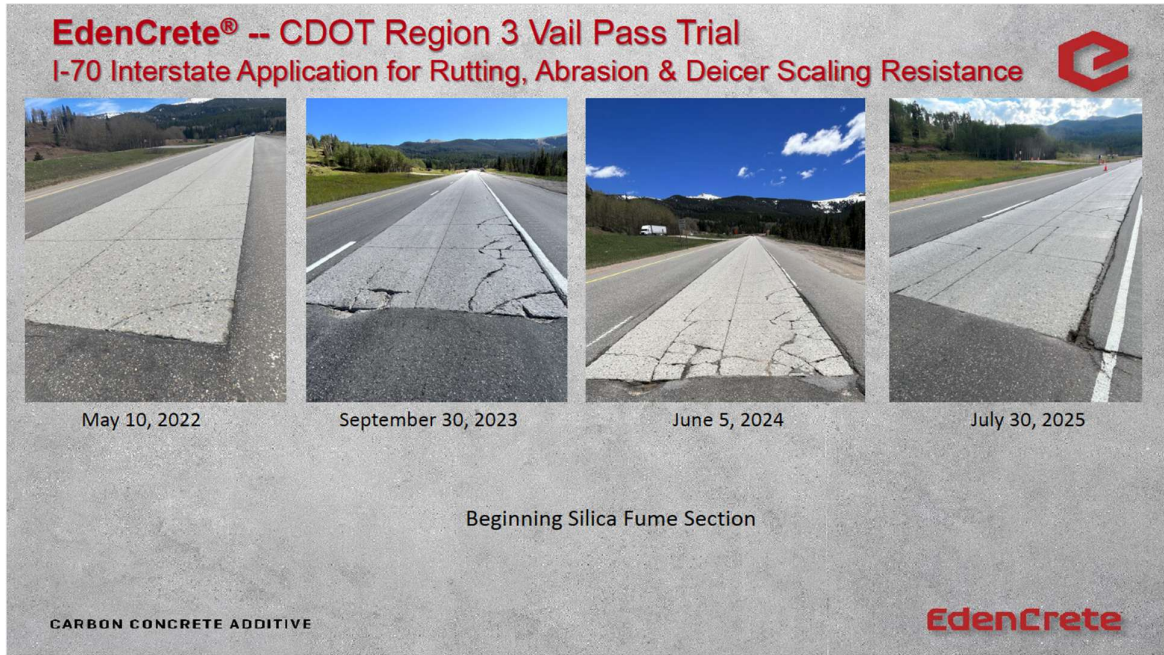 EdenCrete® -- CDOT Region 3 Vail Pass Trial
I-70 Interstate Application for Rutting, Abrasion & Deicer Scaling Resistance
May 10, 2022
September 30, 2023
June 5, 2024
July 30, 2025
Beginning Silica Fume Section
CARBON CONCRETE ADDITIVE
EdenCrete